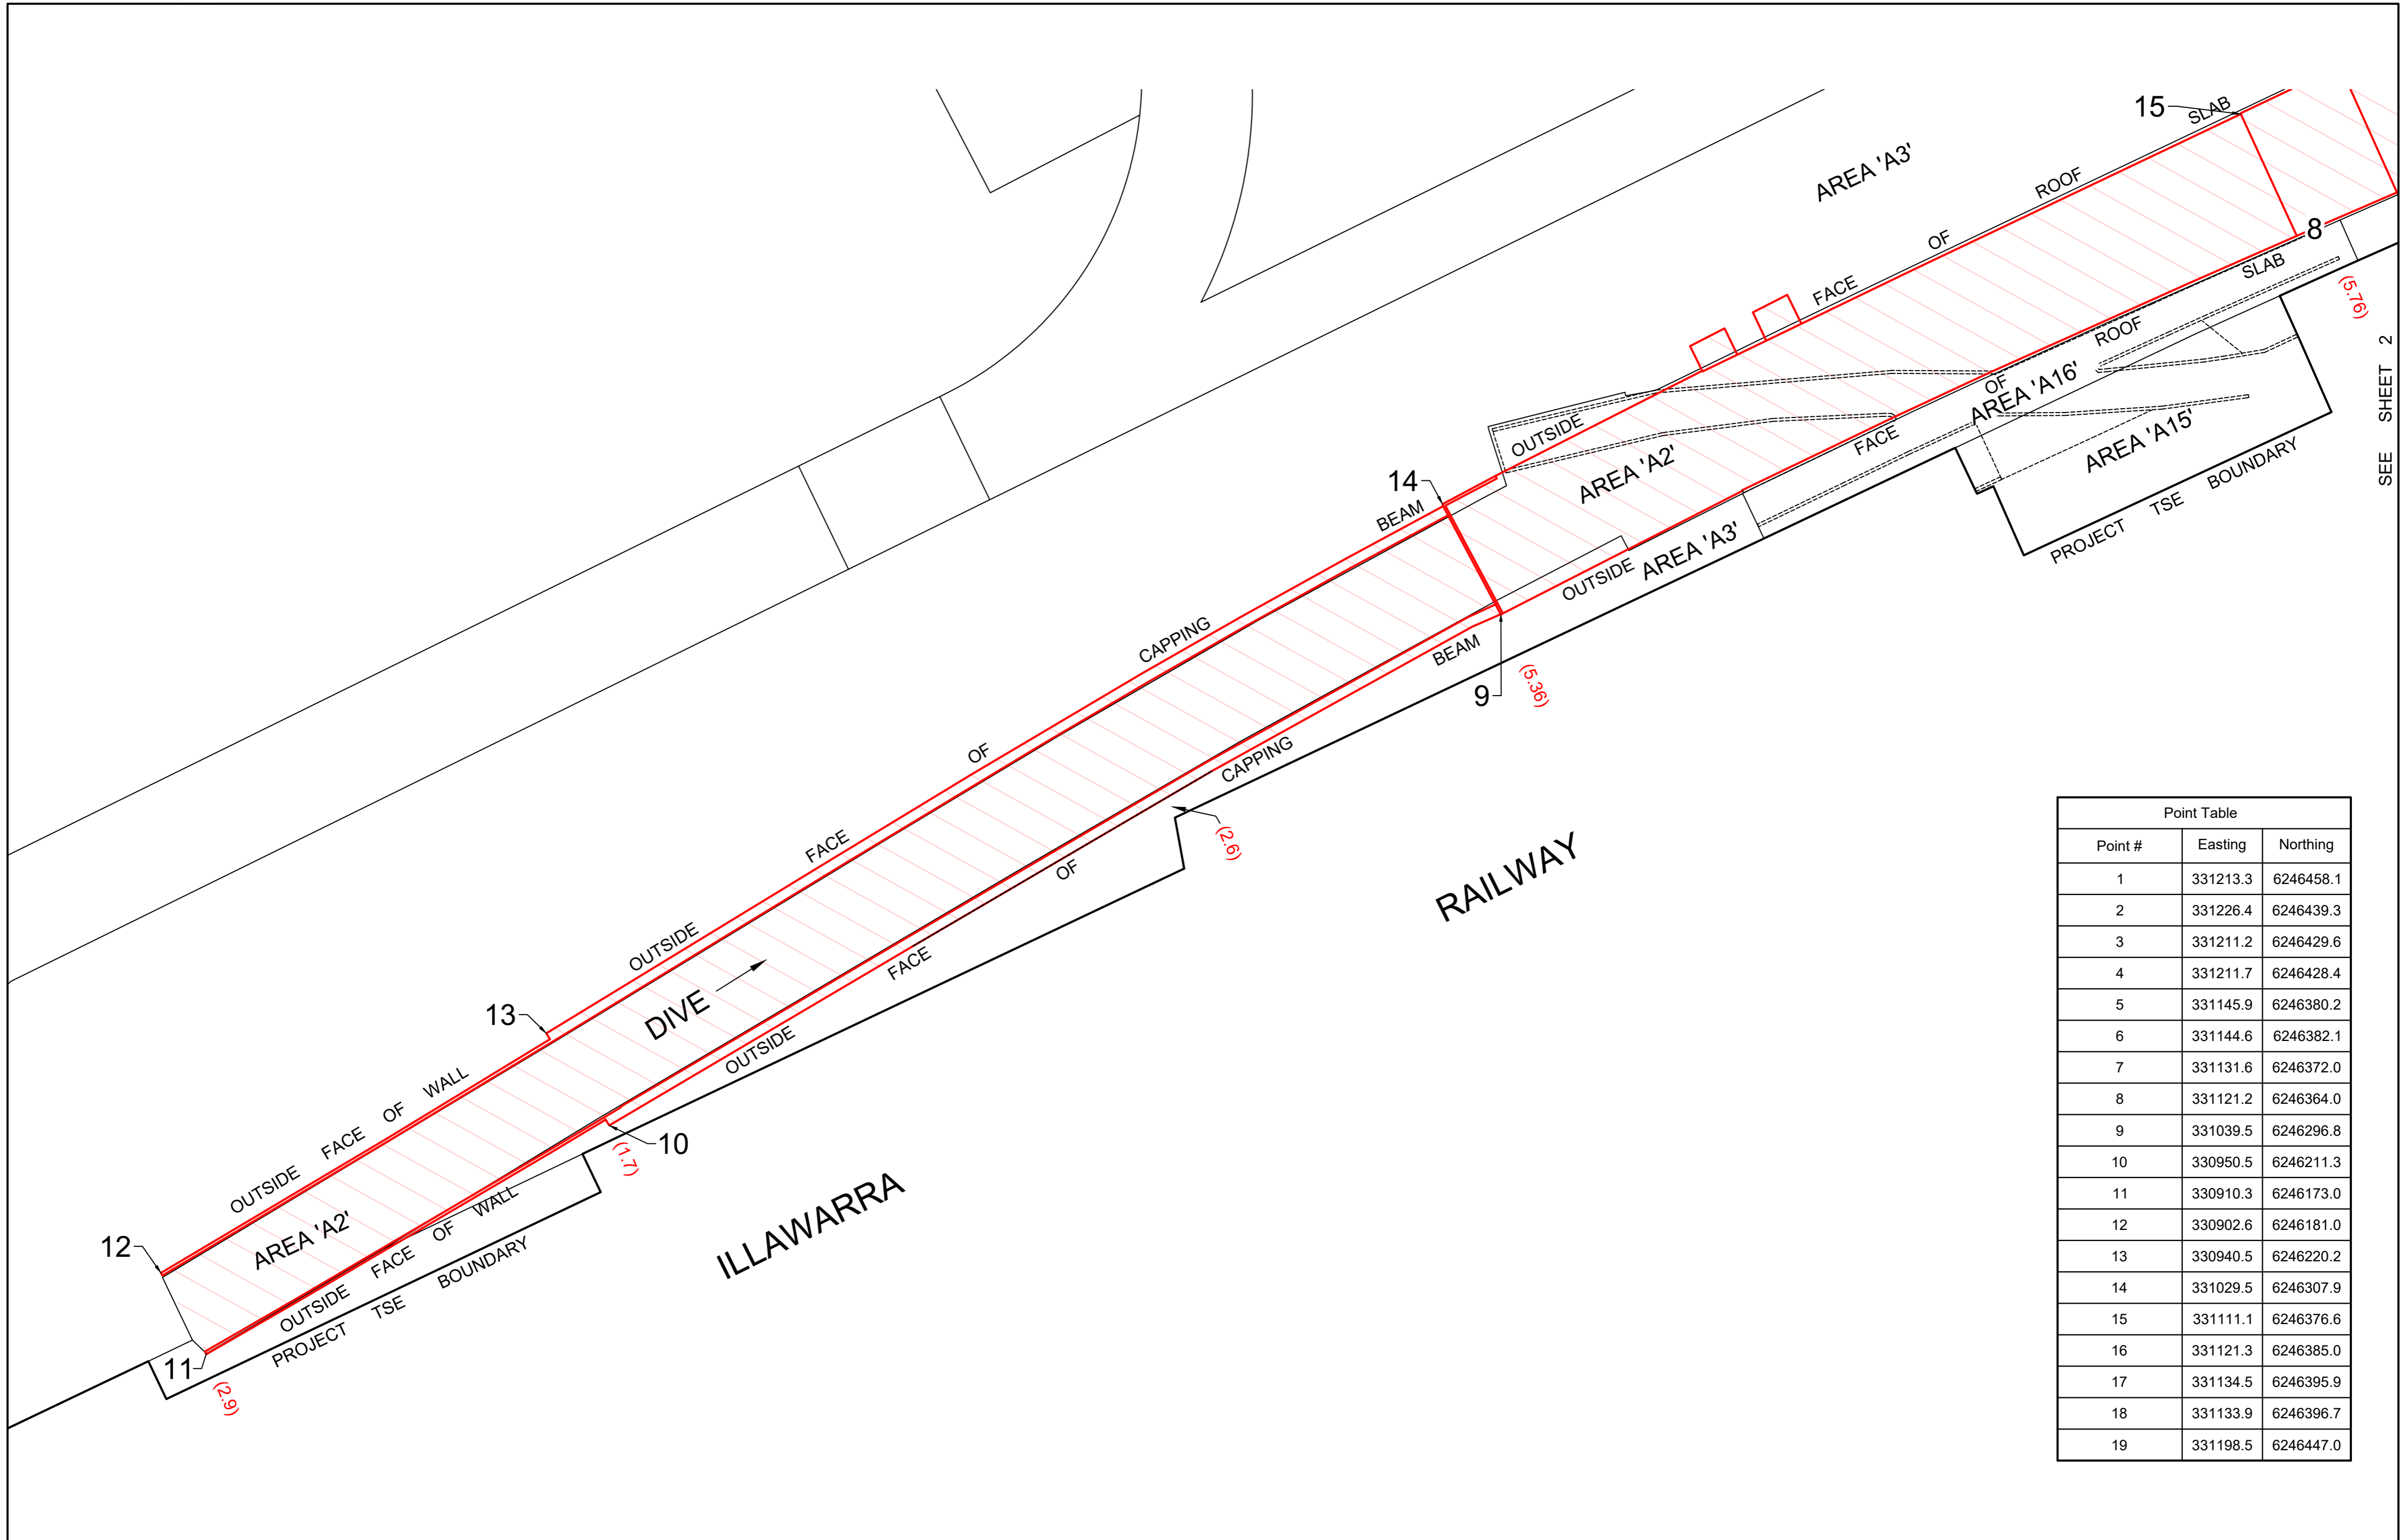 15
SLAB
OF
ROOF
FACE
OUTSIDE
AREA 'A3'
8
SLAB
ROOF
OF
FACE
OUTSIDE
(5.76)
SEE SHEET 2
AREA 'A16'
AREA 'A15'
PROJECT TSE BOUNDARY
AREA 'A2'
AREA 'A3'
14
9
(5.36)
OUTSIDE FACE OF CAPPING BEAM
OUTSIDE FACE OF CAPPING BEAM
(2.6)
RAILWAY
ILLAWARRA
DIVE
13
10
(1.7)
OUTSIDE FACE OF WALL
12
AREA 'A2'
OUTSIDE FACE OF WALL
PROJECT TSE BOUNDARY
11
(2.9)
Point Table
Point # Easting Northing
1 331213.3 6246458.1
2 331226.4 6246439.3
3 331211.2 6246429.6
4 331211.7 6246428.4
5 331145.9 6246380.2
6 331144.6 6246382.1
7 331131.6 6246372.0
8 331121.2 6246364.0
9 331039.5 6246296.8
10 330950.5 6246211.3
11 330910.3 6246173.0
12 330902.6 6246181.0
13 330940.5 6246220.2
14 331029.5 6246307.9
15 331111.1 6246376.6
16 331121.3 6246385.0
17 331134.5 6246395.9
18 331133.9 6246396.7
19 331198.5 6246447.0